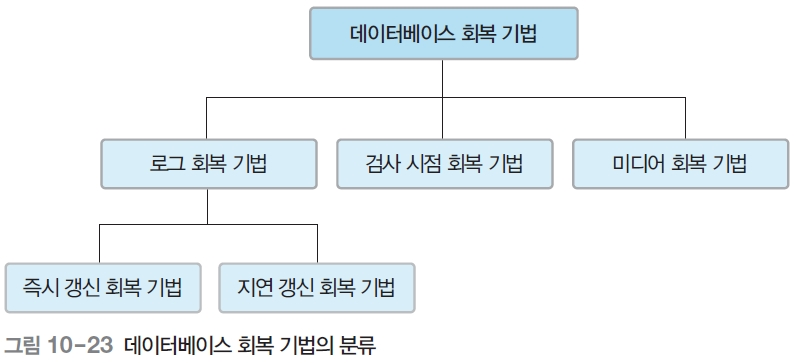 데이터베이스 회복 기법
로그 회복 기법
검사 시점 회복 기법
미디어 회복 기법
즉시 갱신 회복 기법
지연 갱신 회복 기법
그림 10-23 데이터베이스 회복 기법의 분류